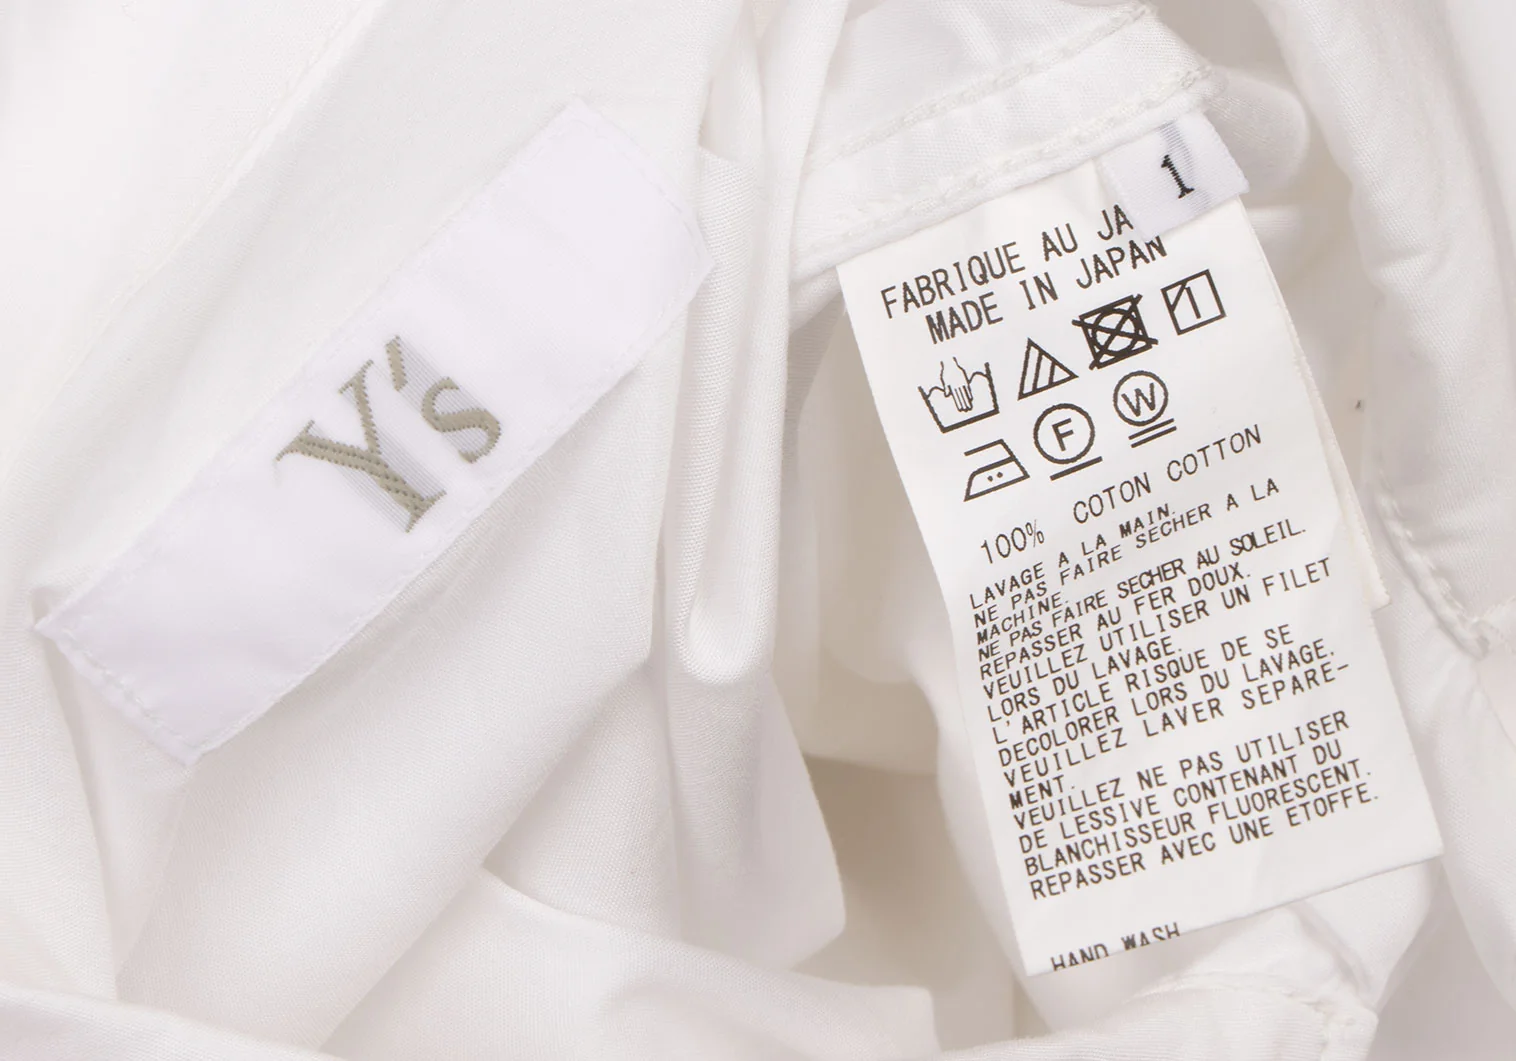 Y's
1
FABRIQUE AU JA
MADE IN JAPAN
F
W
100% COTON COTTON
LAVAGE A LA MAIN.
NE PAS FAIRE SECHER A LA
MACHINE.
NE PAS FAIRE SECHER AU SOLEIL.
REPASSER AU FER DOUX.
VEUILLEZ UTILISER UN FILET
LORS DU LAVAGE.
L'ARTICLE RISQUE DE SE
DECOLORER LORS DU LAVAGE.
VEUILLEZ LAVER SEPARE-
MENT.
VEUILLEZ NE PAS UTILISER
DE LESSIVE CONTENANT DU
BLANCHISSEUR FLUORESCENT.
REPASSER AVEC UNE ETOFFE.
HAND WASH